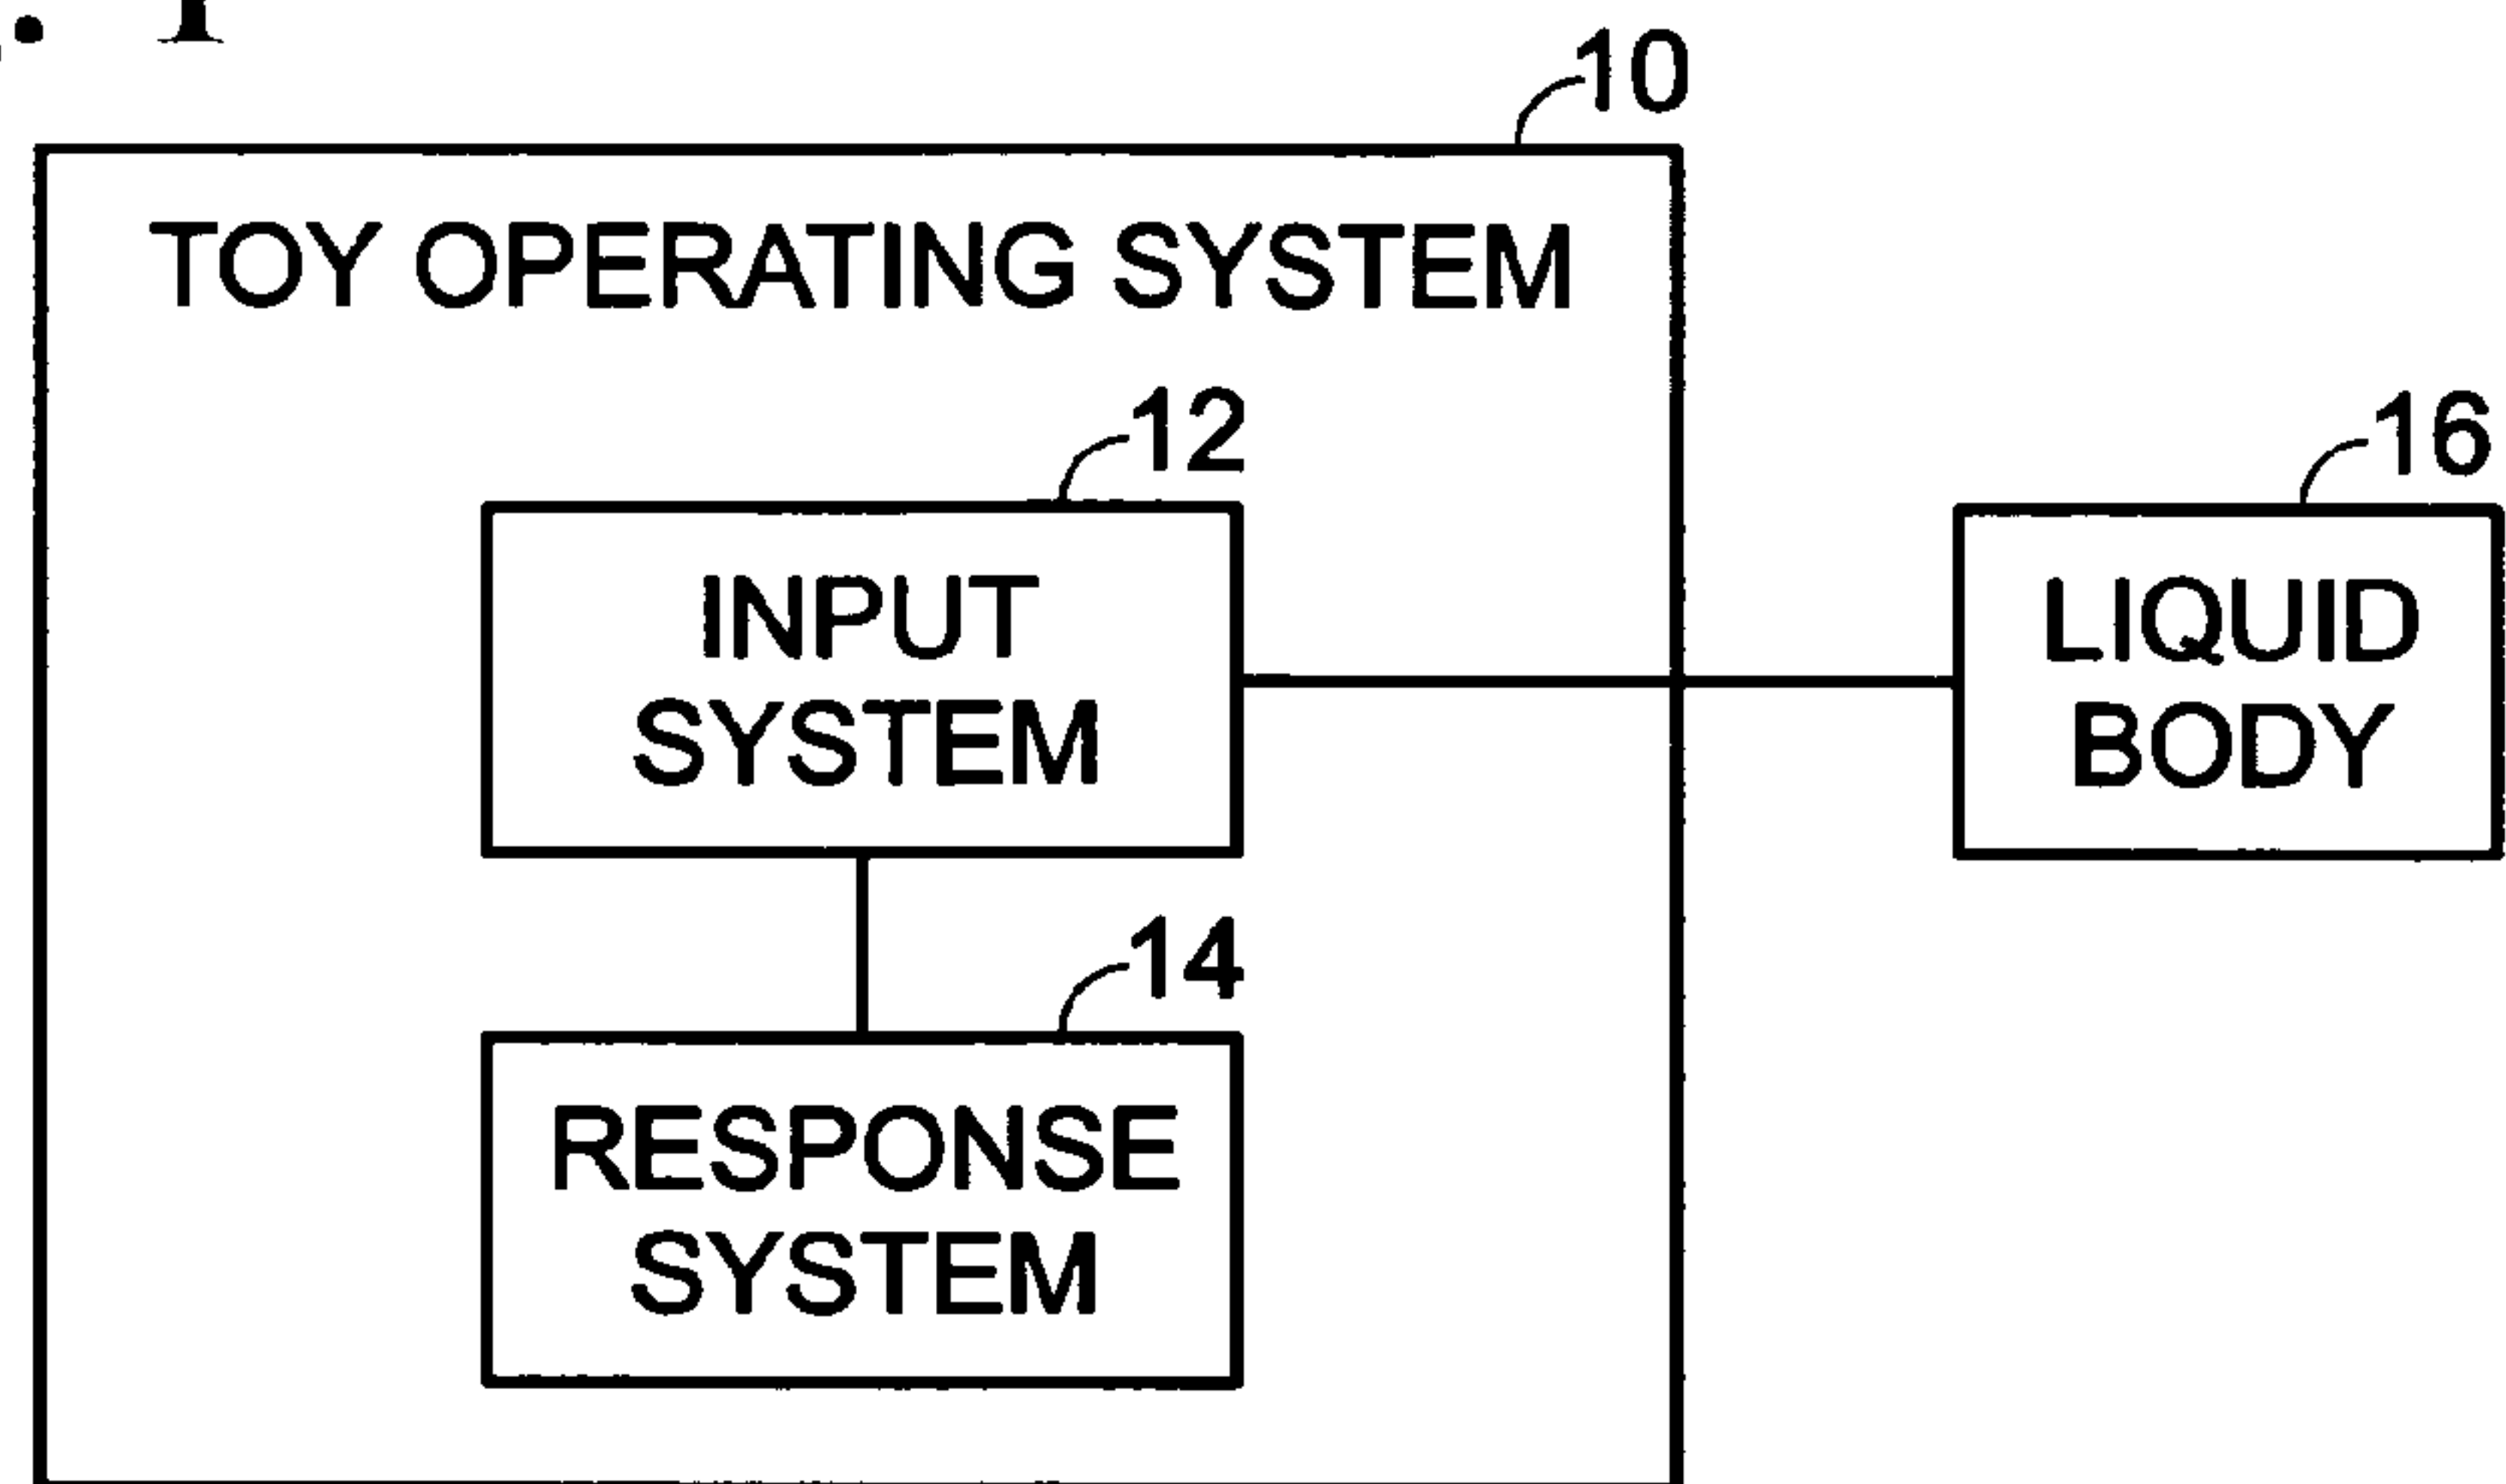 10
TOY OPERATING SYSTEM
12
16
INPUT
SYSTEM
LIQUID
BODY
14
RESPONSE
SYSTEM